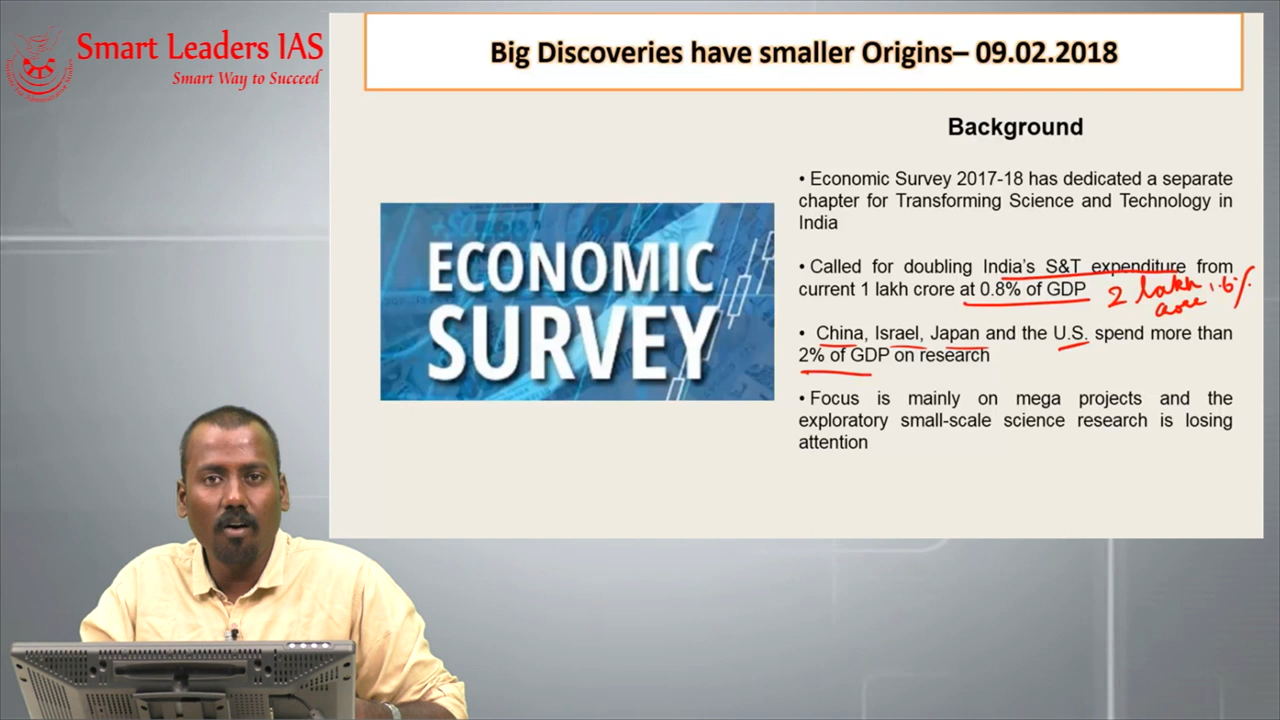 Smart Leaders IAS
Smart Way to Succeed
Big Discoveries have smaller Origins– 09.02.2018
Background
• Economic Survey 2017-18 has dedicated a separate
chapter for Transforming Science and Technology in
India
• Called for doubling India's S&T expenditure from
current 1 lakh crore at 0.8% of GDP
2 lakh 1.6%
crore
• China, Israel, Japan and the U.S. spend more than
2% of GDP on research
• Focus is mainly on mega projects and the
exploratory small-scale science research is losing
attention
ECONOMIC
SURVEY